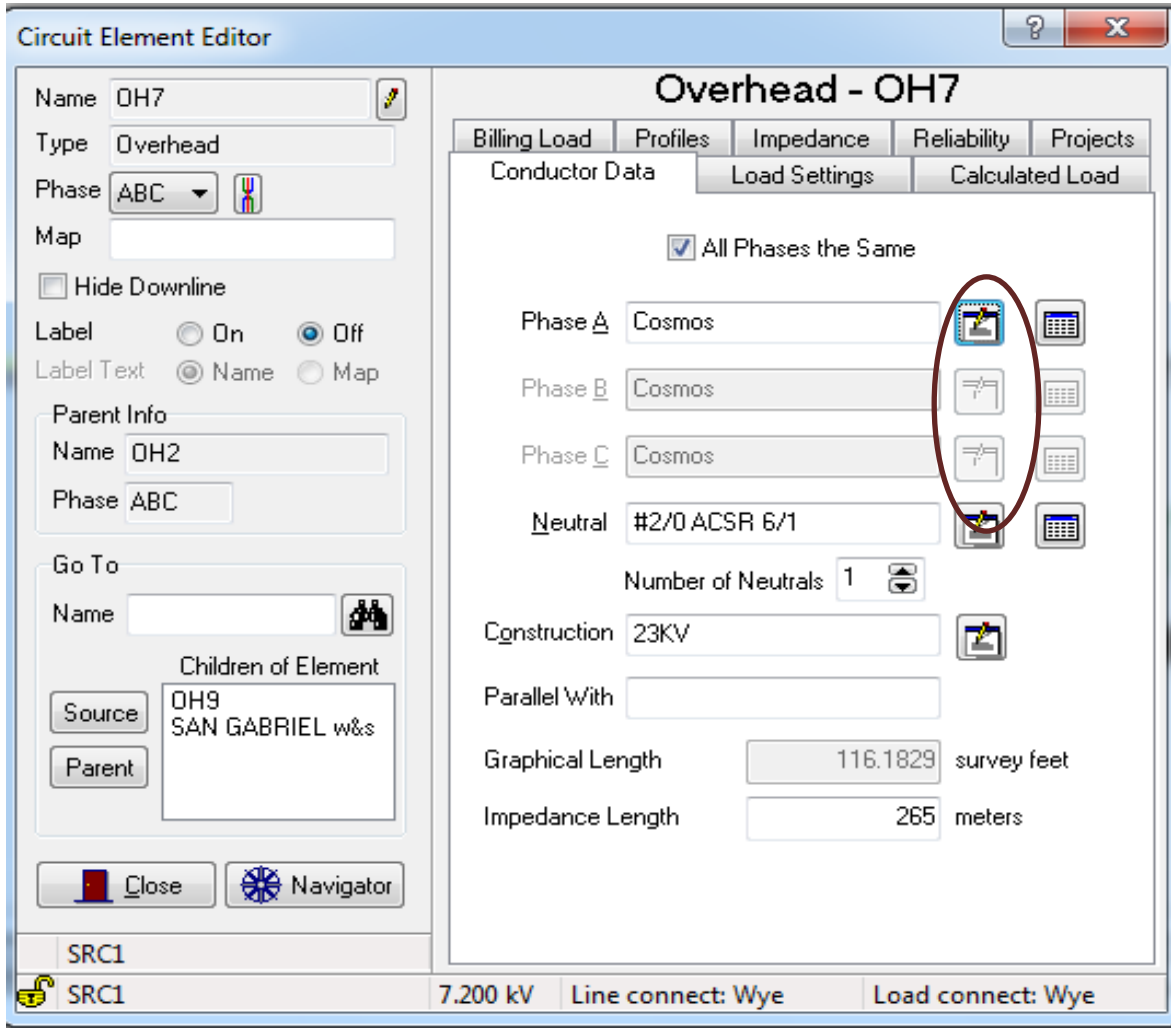 Circuit Element Editor
Name OH7
Type Overhead
Phase ABC
Map
Hide Downline
Label On Off
Label Text Name Map
Parent Info
Name OH2
Phase ABC
Go To
Name
Children of Element
Source
Parent
OH9
SAN GABRIEL w&s
Close Navigator
SRC1
Overhead - OH7
Billing Load Profiles Impedance Reliability Projects
Conductor Data Load Settings Calculated Load
All Phases the Same
Phase A Cosmos
Phase B Cosmos
Phase C Cosmos
Neutral #2/0 ACSR 6/1
Number of Neutrals 1
Construction 23KV
Parallel With
Graphical Length 116.1829 survey feet
Impedance Length 265 meters
SRC1 7.200 kV Line connect: Wye Load connect: Wye